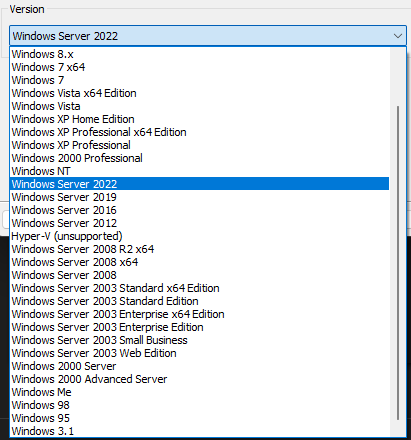 Version
Windows Server 2022
Windows 8.x
Windows 7 x64
Windows 7
Windows Vista x64 Edition
Windows Vista
Windows XP Home Edition
Windows XP Professional x64 Edition
Windows XP Professional
Windows 2000 Professional
Windows NT
Windows Server 2022
Windows Server 2019
Windows Server 2016
Windows Server 2012
Hyper-V (unsupported)
Windows Server 2008 R2 x64
Windows Server 2008 x64
Windows Server 2008
Windows Server 2003 Standard x64 Edition
Windows Server 2003 Standard Edition
Windows Server 2003 Enterprise x64 Edition
Windows Server 2003 Enterprise Edition
Windows Server 2003 Small Business
Windows Server 2003 Web Edition
Windows 2000 Server
Windows 2000 Advanced Server
Windows Me
Windows 98
Windows 95
Windows 3.1